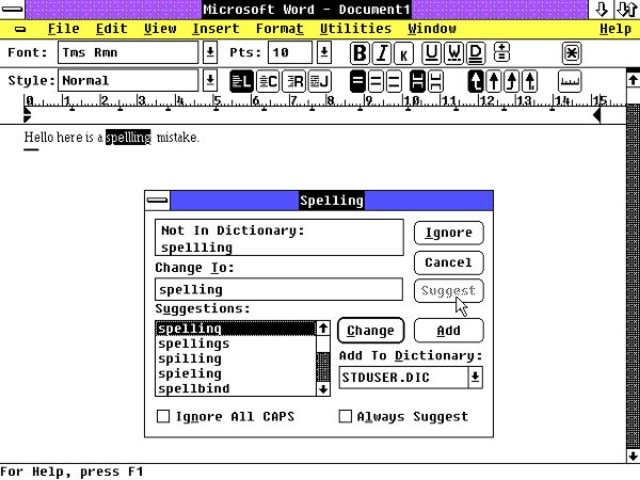 Microsoft Word - Document1
File Edit View Insert Format Utilities Window Help
Font: Tms Rmn Pts: 10 B I K U W D
Style: Normal L C R J
0 1 2 3 4 5 6 7 8 9 10 11 12 13 14 15
Hello here is a spellling mistake.
Spelling
Not In Dictionary:
spellling
Ignore
Change To:
Cancel
spelling
Suggest
Suggestions:
spelling
spellings
spilling
spieling
spellbind
Change Add
Add To Dictionary:
STDUSER.DIC
Ignore All CAPS Always Suggest
For Help, press F1